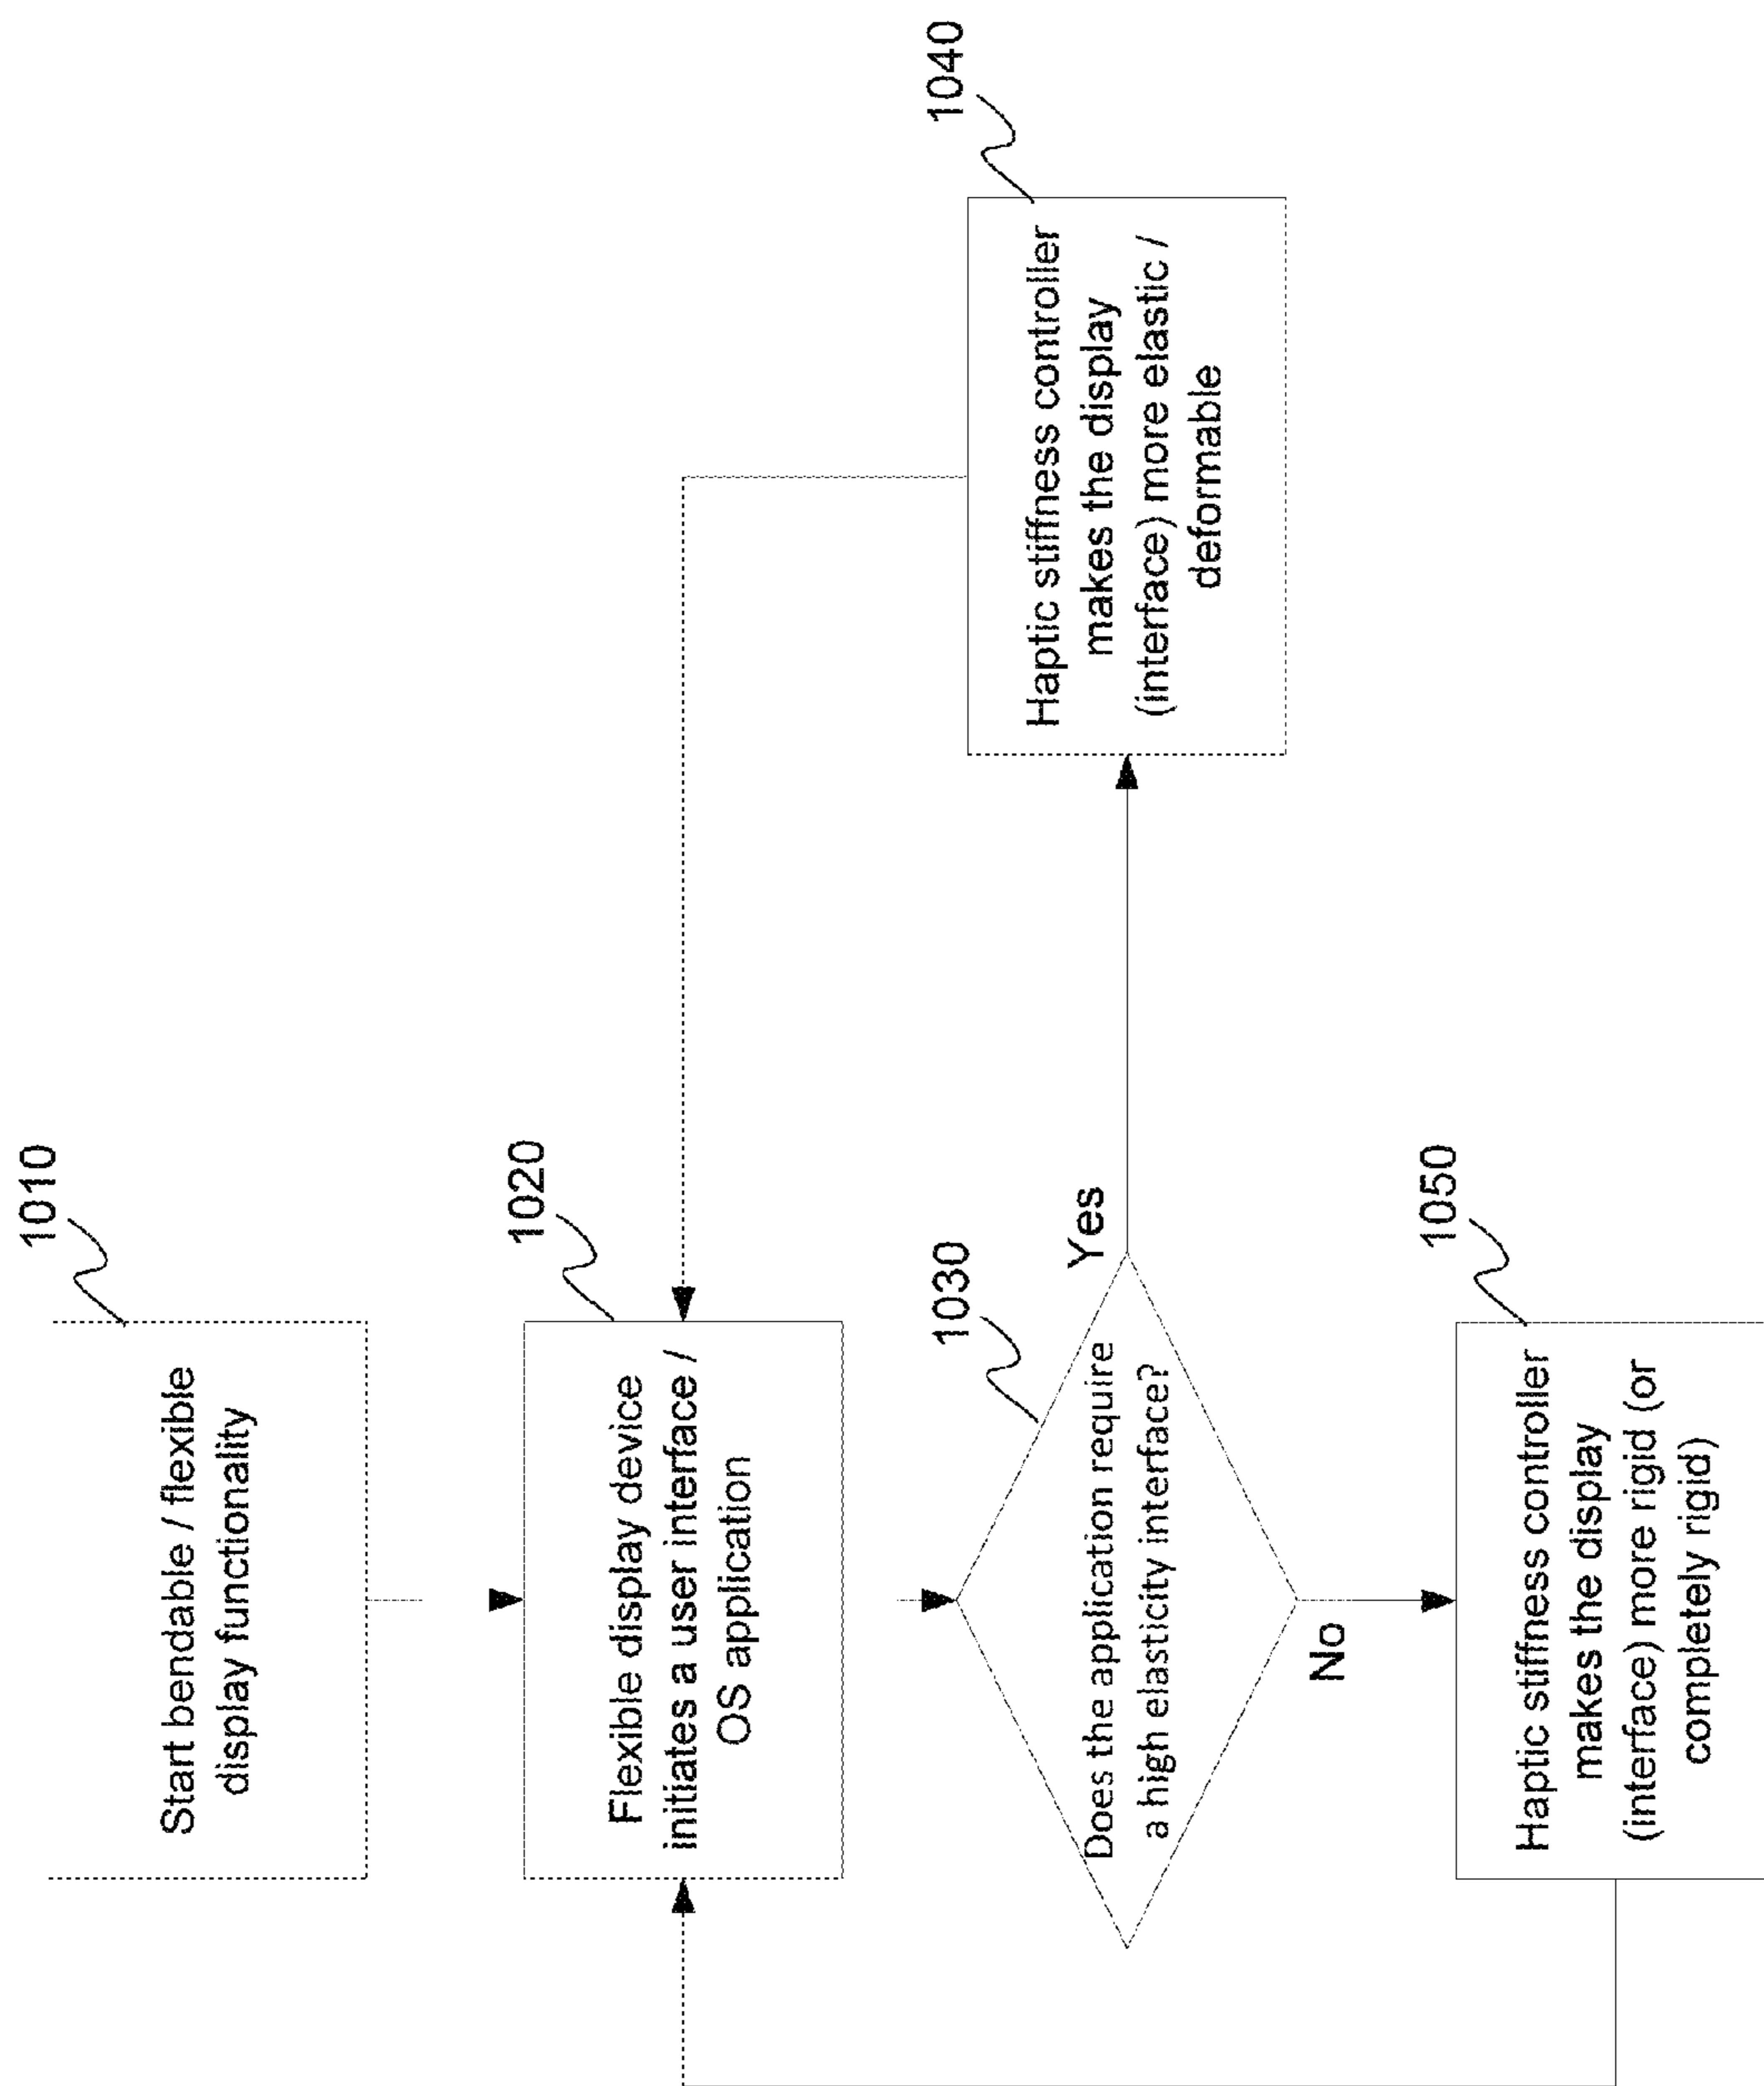 1010
Start bendable / flexible
display functionality
1020
Flexible display device
initiates a user interface /
OS application
1030
Does the application require
a high elasticity interface?
Yes
1040
Haptic stiffness controller
makes the display
(interface) more elastic /
deformable
No
1050
Haptic stiffness controller
makes the display
(interface) more rigid (or
completely rigid)